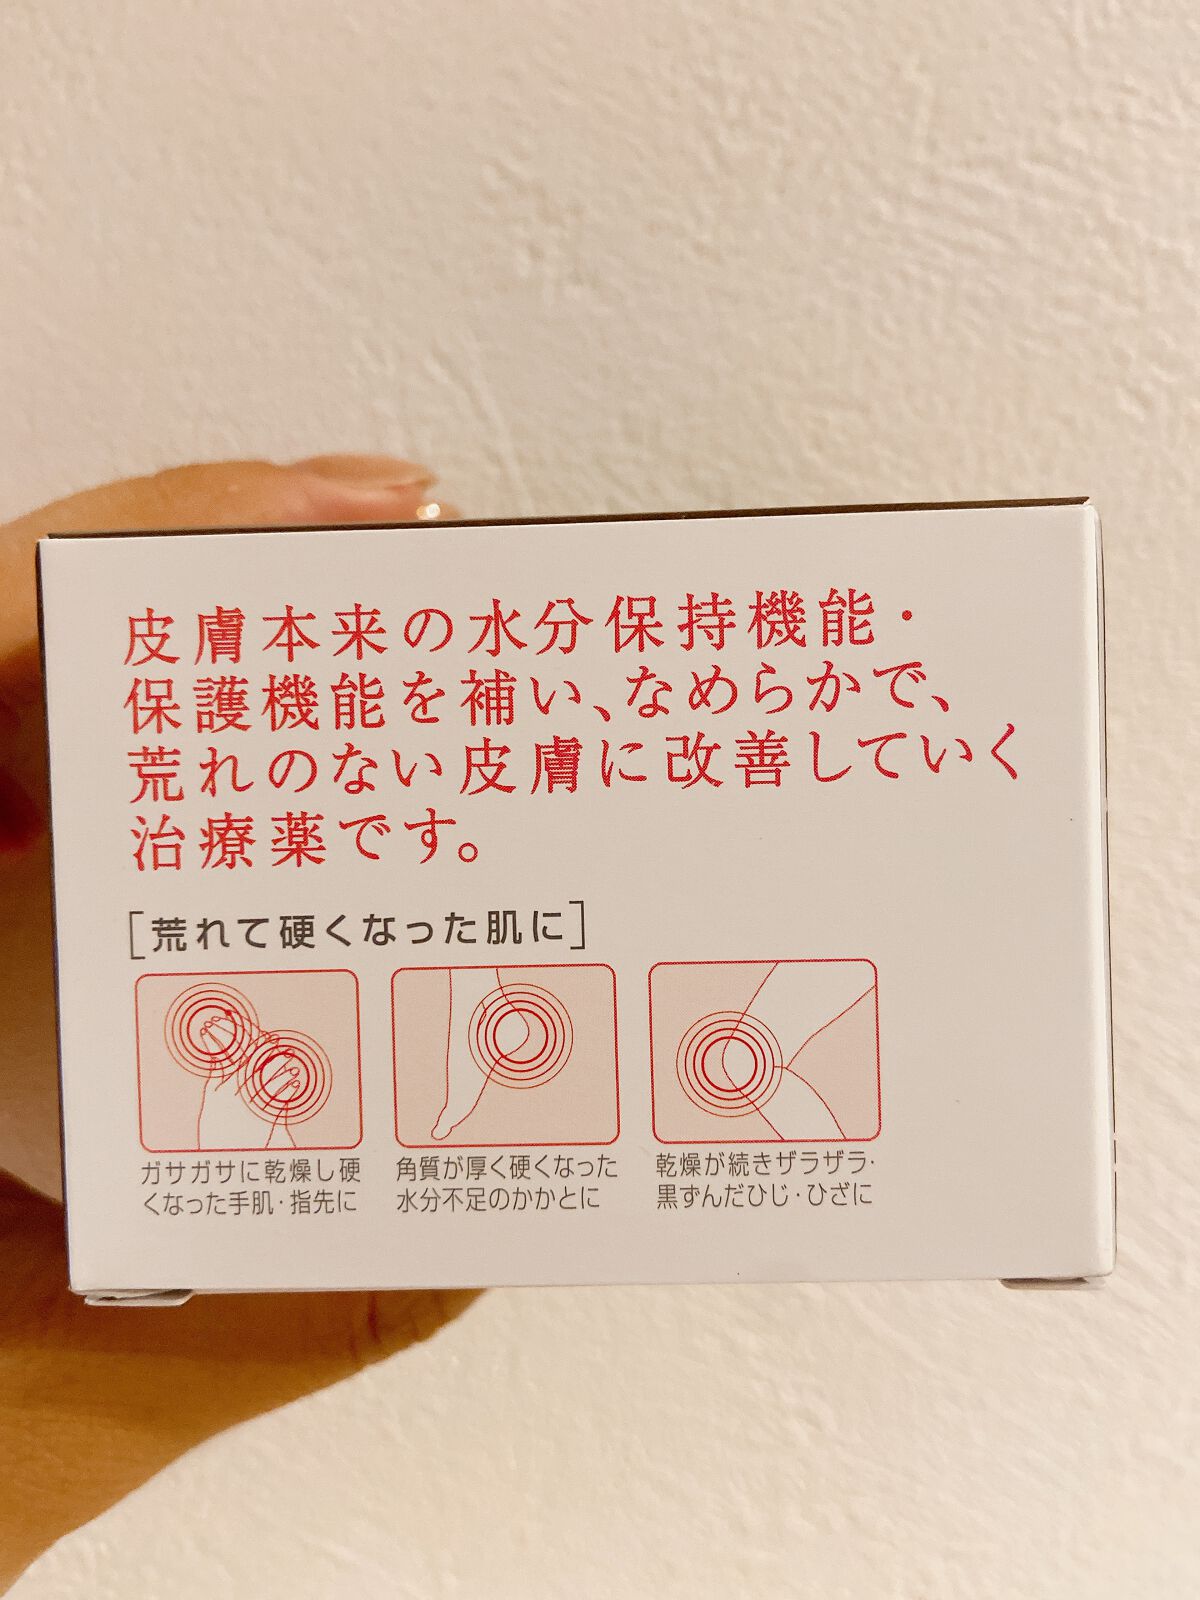 皮膚本来の水分保持機能・
保護機能を補い、なめらかで、
荒れのない皮膚に改善していく
治療薬です。
[荒れて硬くなった肌に]
ガサガサに乾燥し硬
くなった手肌・指先に
角質が厚く硬くなった
水分不足のかかとに
乾燥が続きザラザラ・
黒ずんだひじ・ひざに